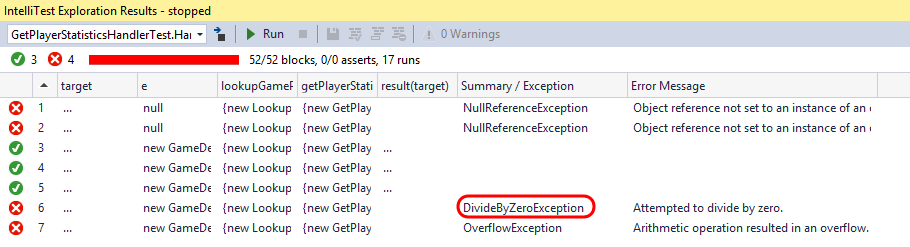 IntelliTest Exploration Results - stopped
GetPlayerStatisticsHandlerTest.Har Run Stop 0 Warnings
3 4 52/52 blocks, 0/0 asserts, 17 runs
target e lookupGameF getPlayerStati result(target) Summary / Exception Error Message
1 ... null {new Lookup {new GetPlay NullReferenceException Object reference not set to an instance of an
2 ... null {new Lookup {new GetPlay NullReferenceException Object reference not set to an instance of an
3 ... new GameDe {new Lookup {new GetPlay ...
4 ... new GameDe {new Lookup {new GetPlay ...
5 ... new GameDe {new Lookup {new GetPlay ...
6 ... new GameDe {new Lookup {new GetPlay DivideByZeroException Attempted to divide by zero.
7 ... new GameDe {new Lookup {new GetPlay OverflowException Arithmetic operation resulted in an overflow.